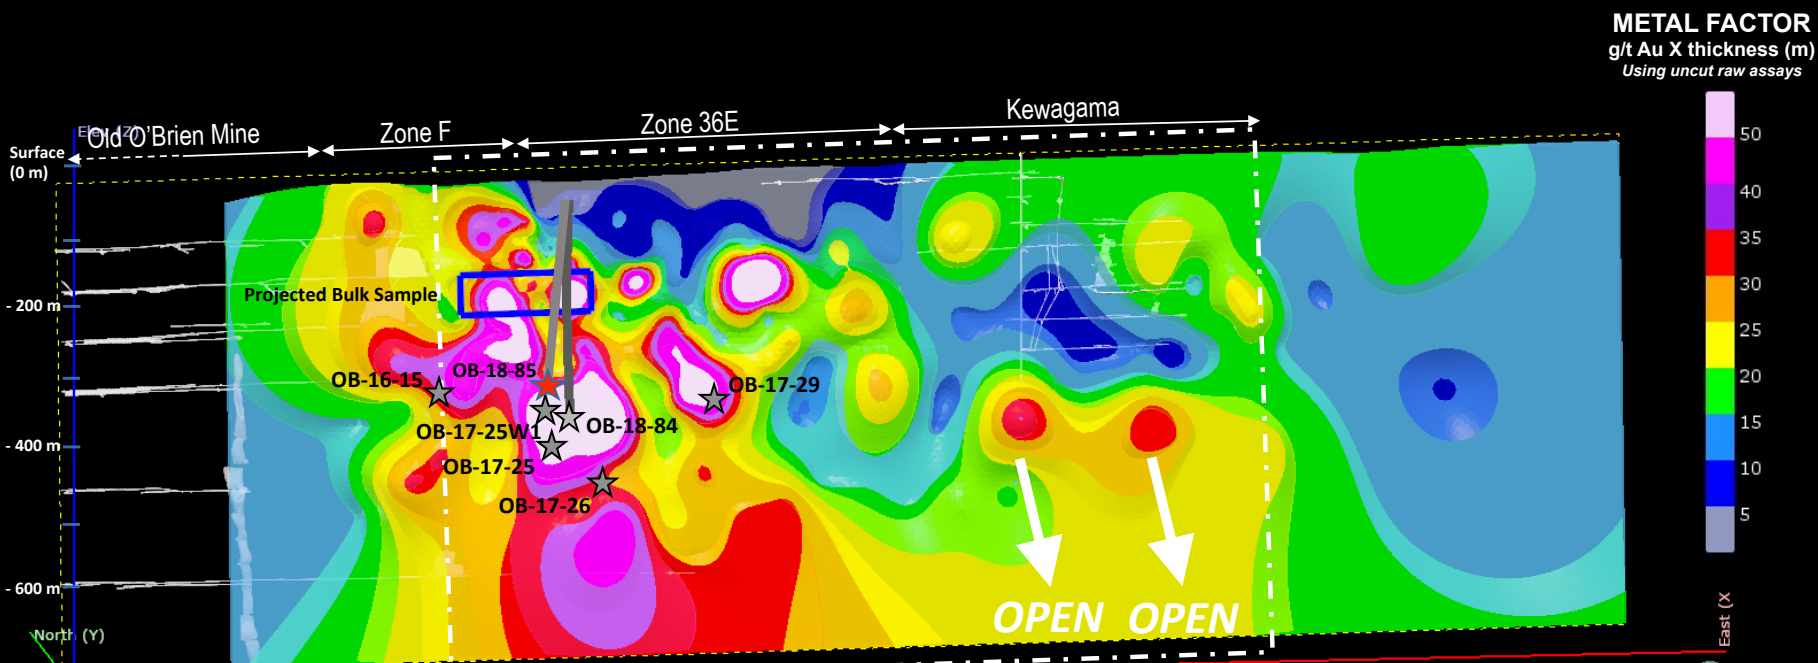 METAL FACTOR
g/t Au X thickness (m)
Using uncut raw assays
50
40
35
30
25
20
15
10
5
Elev (Z)
Old O'Brien Mine
Zone F
Zone 36E
Kewagama
Surface
(0 m)
- 200 m
- 400 m
- 600 m
Projected Bulk Sample
OB-16-15
OB-18-85
OB-17-29
OB-17-25W1
OB-18-84
OB-17-25
OB-17-26
OPEN
OPEN
North (Y)
East (X